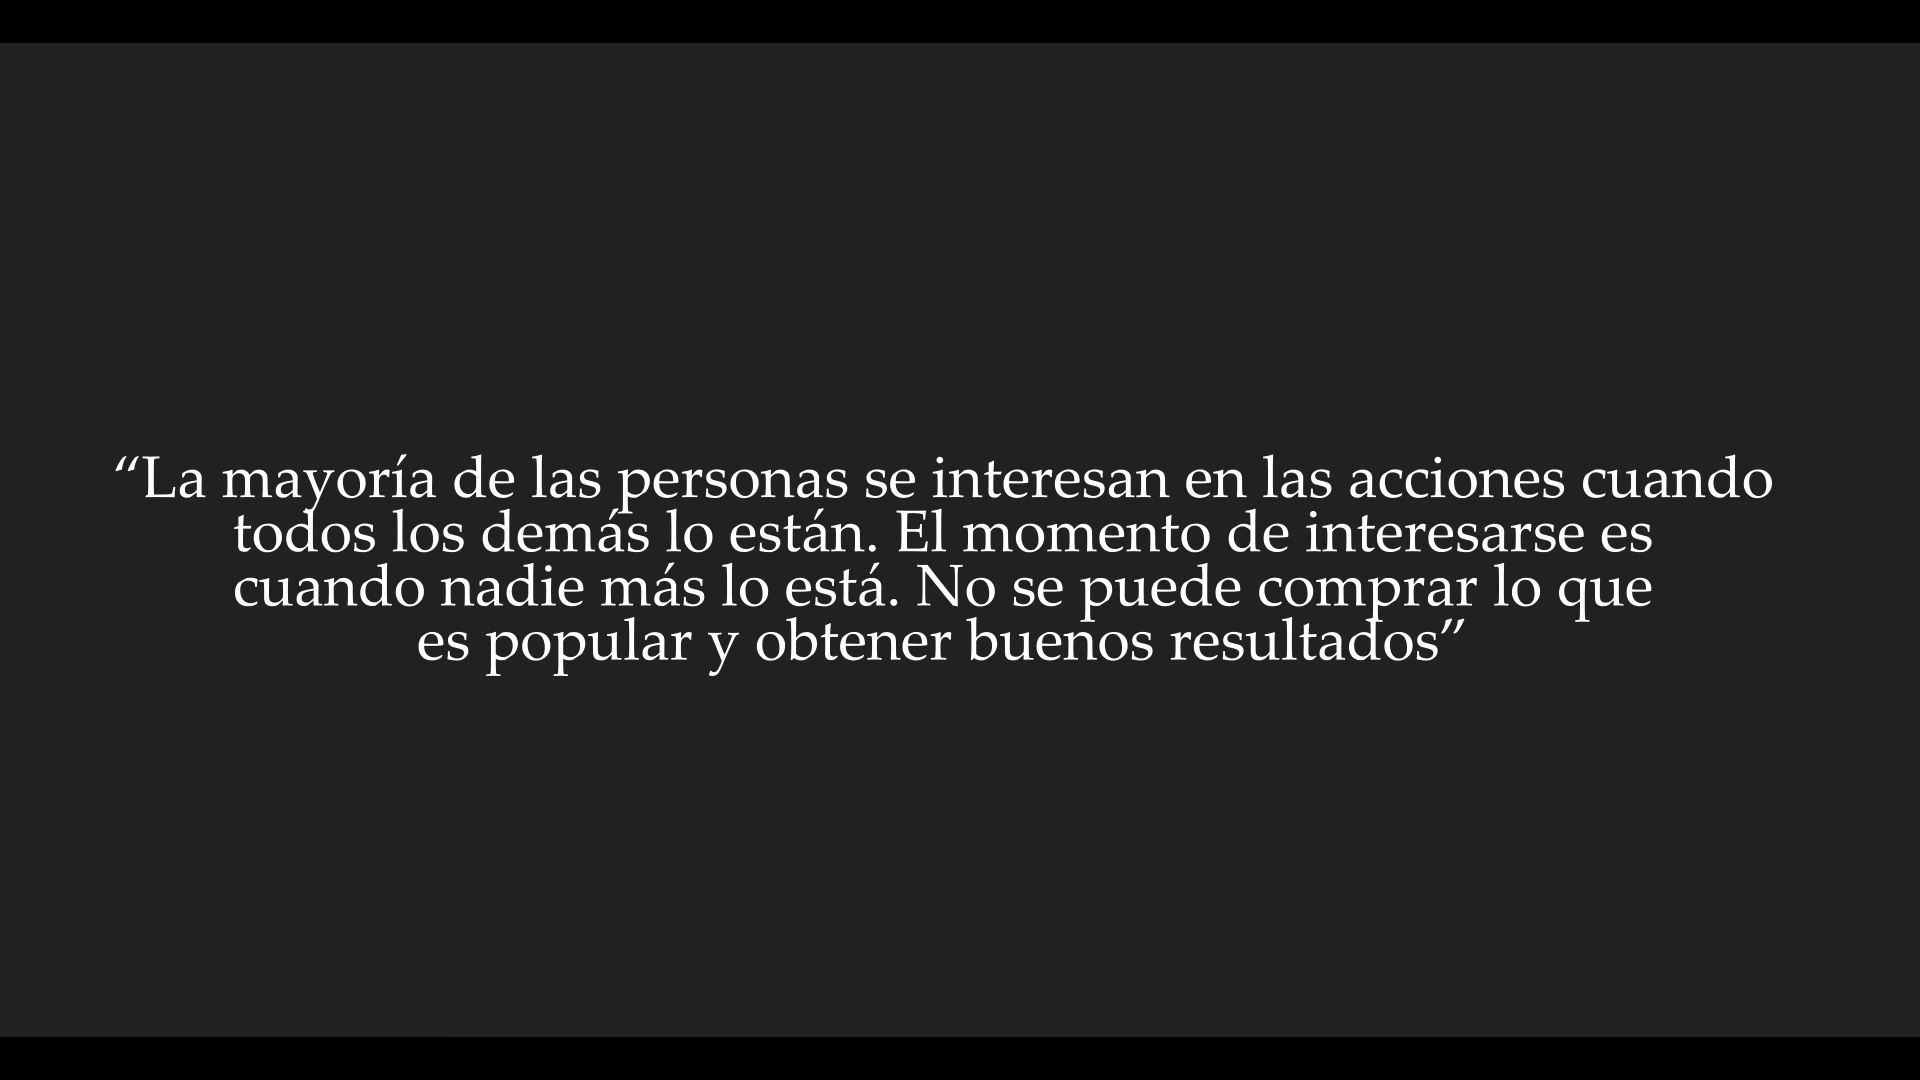 “La mayoría de las personas se interesan en las acciones cuando
todos los demás lo están. El momento de interesarse es
cuando nadie más lo está. No se puede comprar lo que
es popular y obtener buenos resultados”